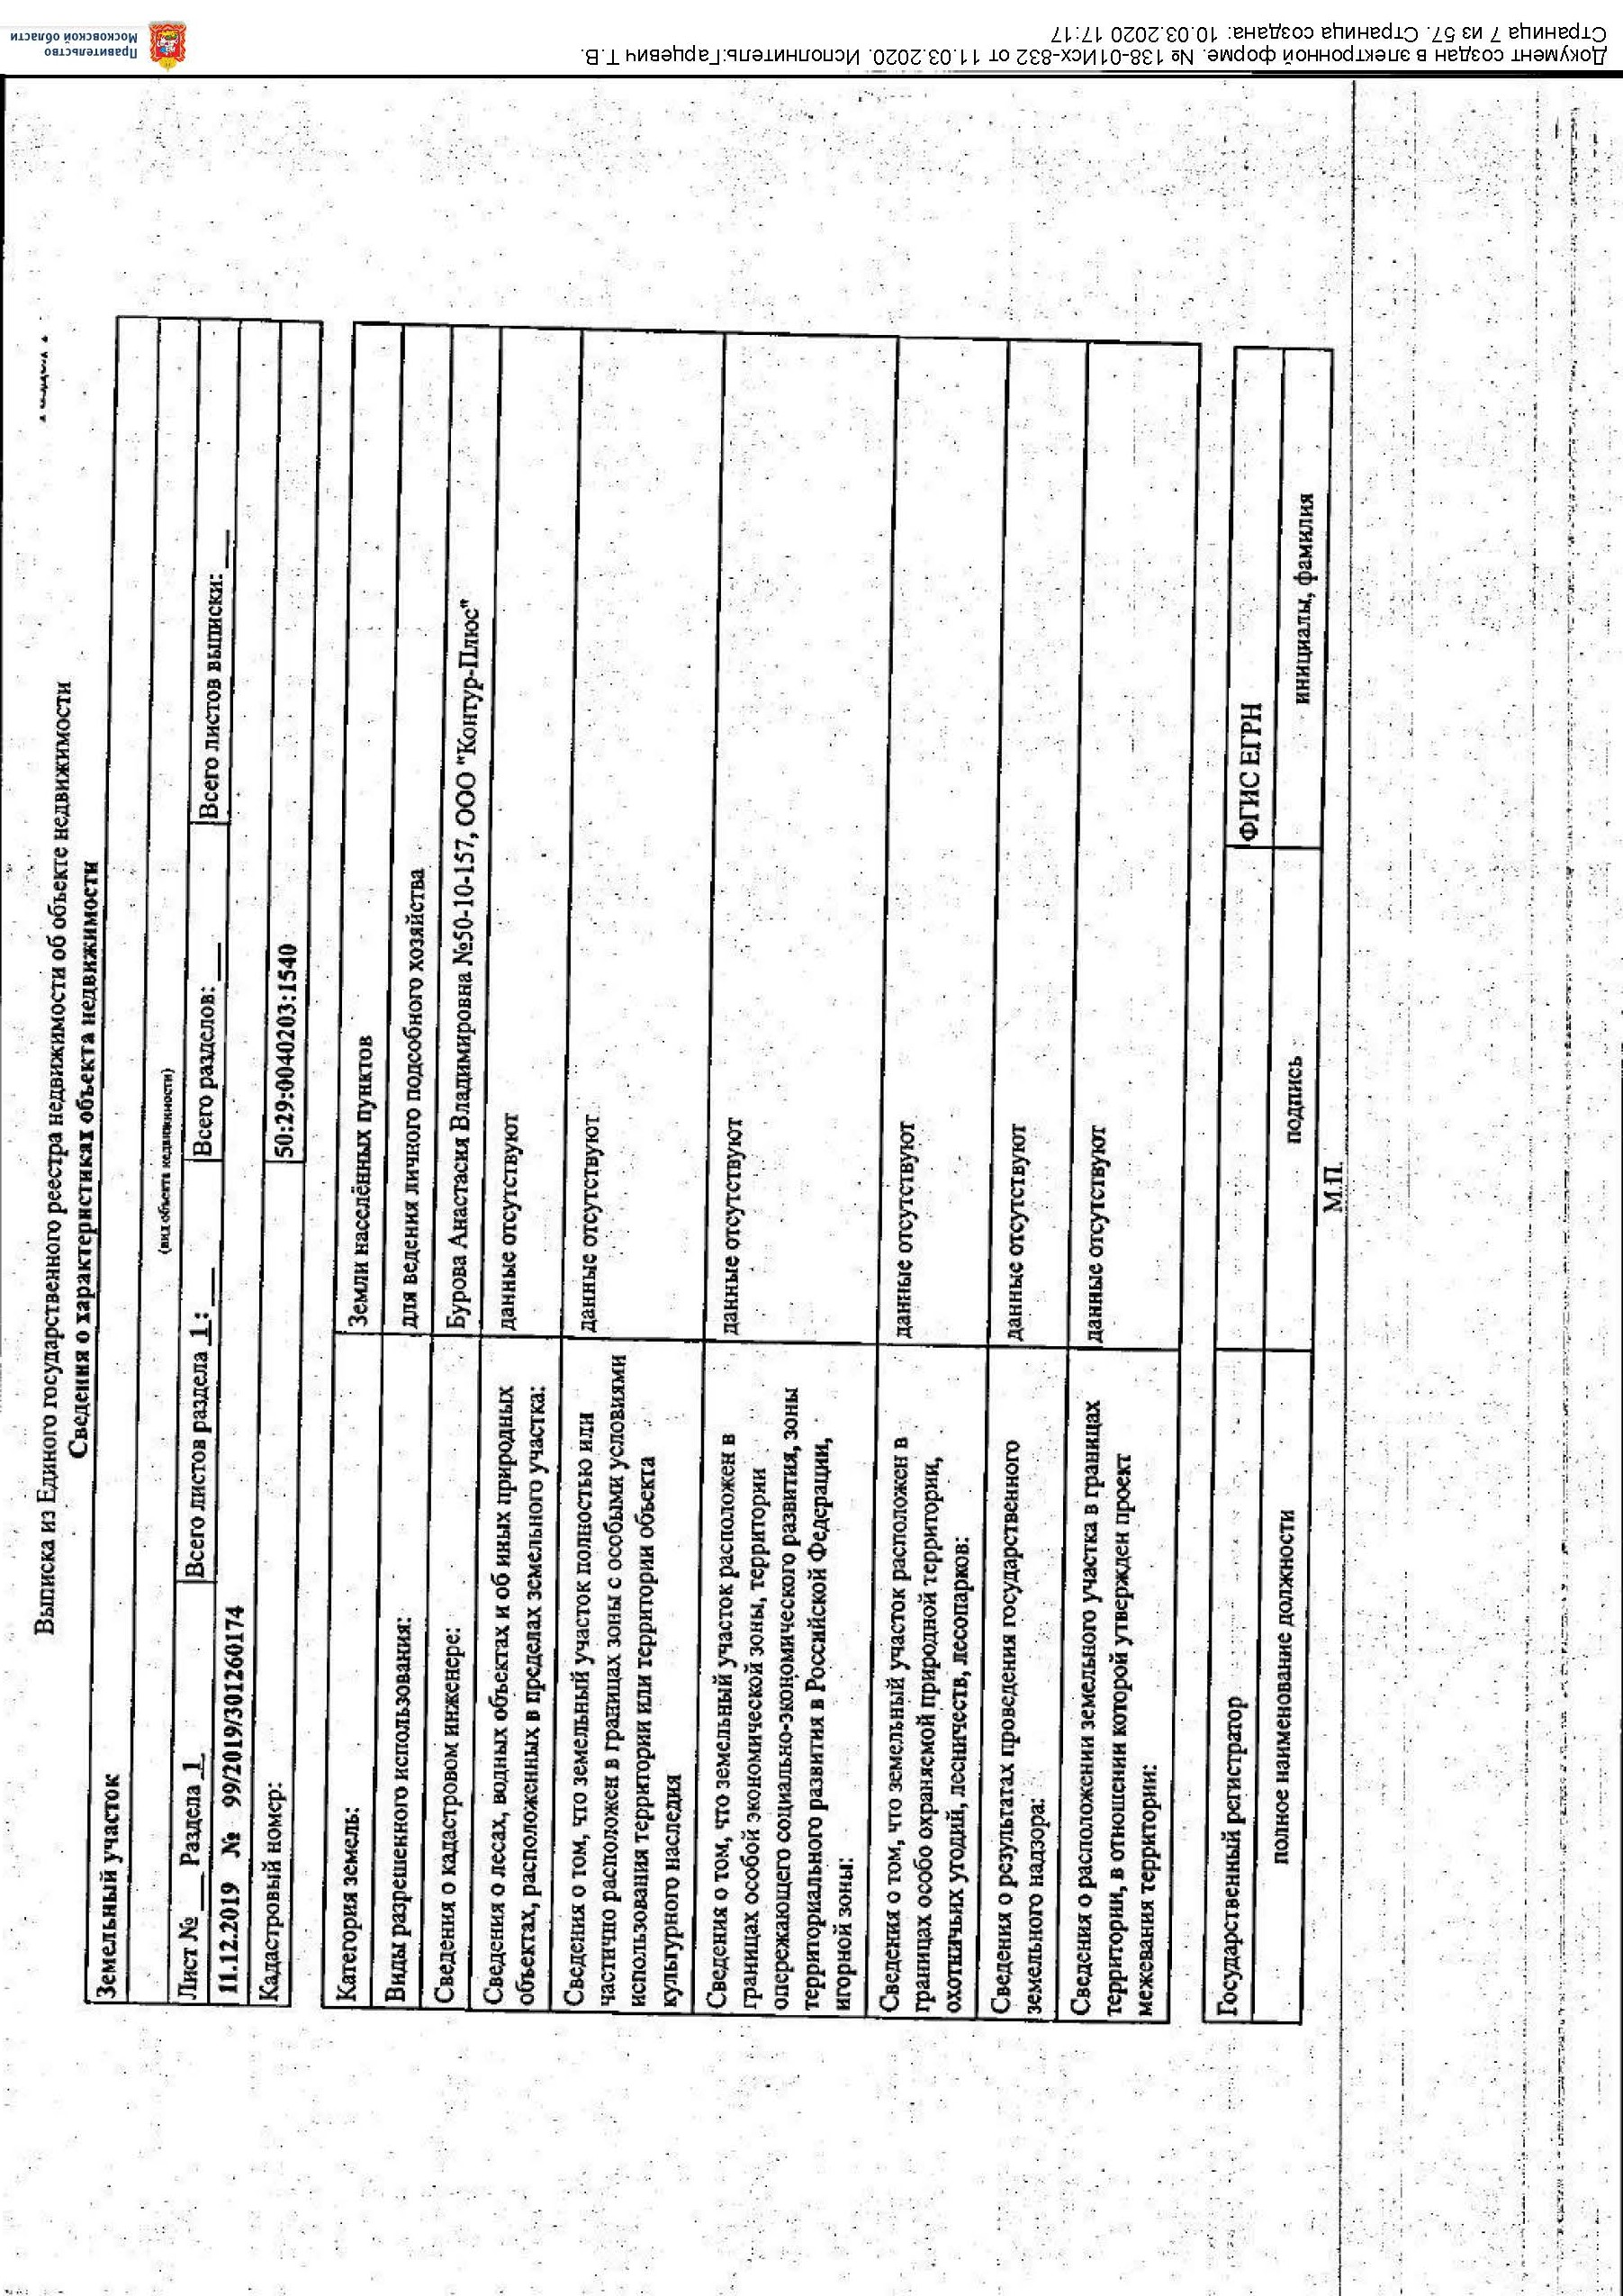 Документ создан в электронной форме. № 138-01Исх-832 от 11.03.2020. Исполнитель:Гарцевич Т.В.
Страница 7 из 57. Страница создана: 10.03.2020 17:17
Правительство
Московской области
Выписка из Единого государственного реестра недвижимости об объекте недвижимости
Сведения о характеристиках объекта недвижимости
Земельный участок
(вид объекта недвижимости)
Лист № ___ Раздела 1
Всего листов раздела 1 : ___
Всего разделов: ___
Всего листов выписки: ___
11.12.2019 № 99/2019/301260174
Кадастровый номер:
50:29:0040203:1540
Категория земель:
Земли населённых пунктов
Виды разрешенного использования:
для ведения личного подсобного хозяйства
Сведения о кадастровом инженере:
Бурова Анастасия Владимировна №50-10-157, ООО "Контур-Плюс"
Сведения о лесах, водных объектах и об иных природных
объектах, расположенных в пределах земельного участка:
данные отсутствуют
Сведения о том, что земельный участок полностью или
частично расположен в границах зоны с особыми условиями
использования территории или территории объекта
культурного наследия
данные отсутствуют
Сведения о том, что земельный участок расположен в
границах особой экономической зоны, территории
опережающего социально-экономического развития, зоны
территориального развития в Российской Федерации,
игорной зоны:
данные отсутствуют
Сведения о том, что земельный участок расположен в
границах особо охраняемой природной территории,
охотничьих угодий, лесничеств, лесопарков:
данные отсутствуют
Сведения о результатах проведения государственного
земельного надзора:
данные отсутствуют
Сведения о расположении земельного участка в границах
территории, в отношении которой утвержден проект
межевания территории:
данные отсутствуют
Государственный регистратор
ФГИС ЕГРН
полное наименование должности
подпись
инициалы, фамилия
М.П.